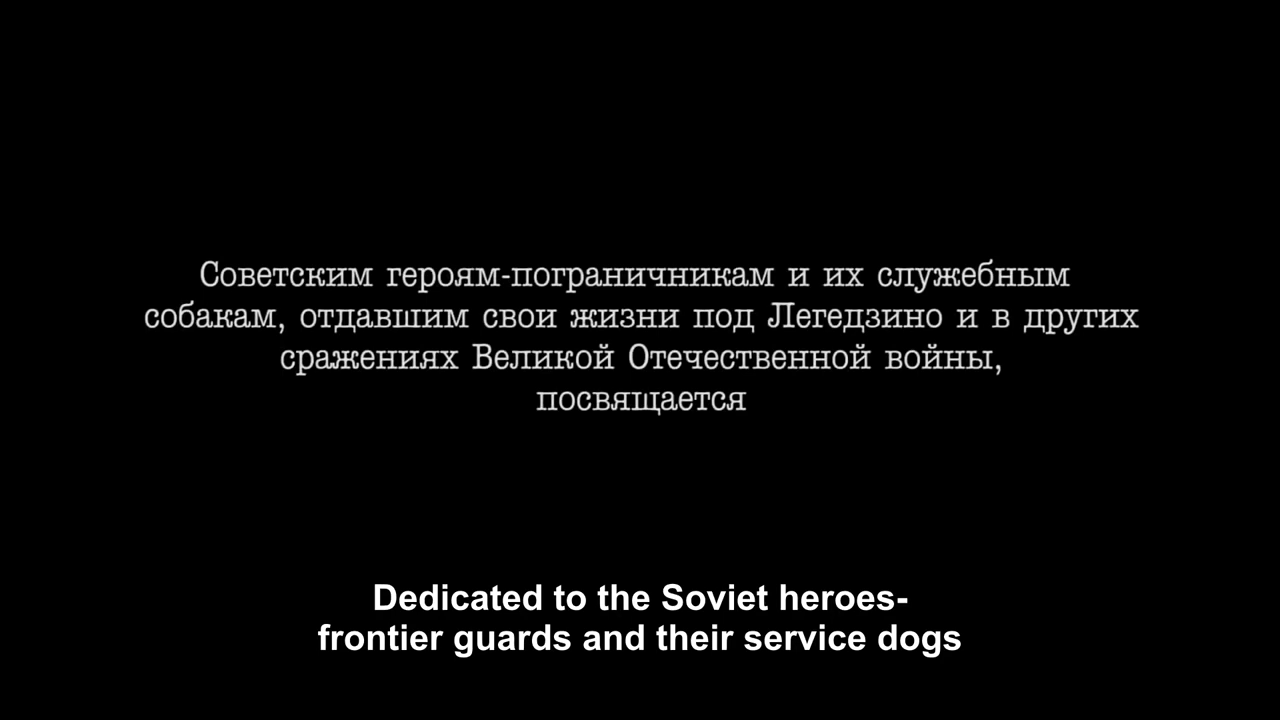 Советским героям-пограничникам и их служебным
собакам, отдавшим свои жизни под Легедзино и в других
сражениях Великой Отечественной войны,
посвящается
Dedicated to the Soviet heroes-
frontier guards and their service dogs